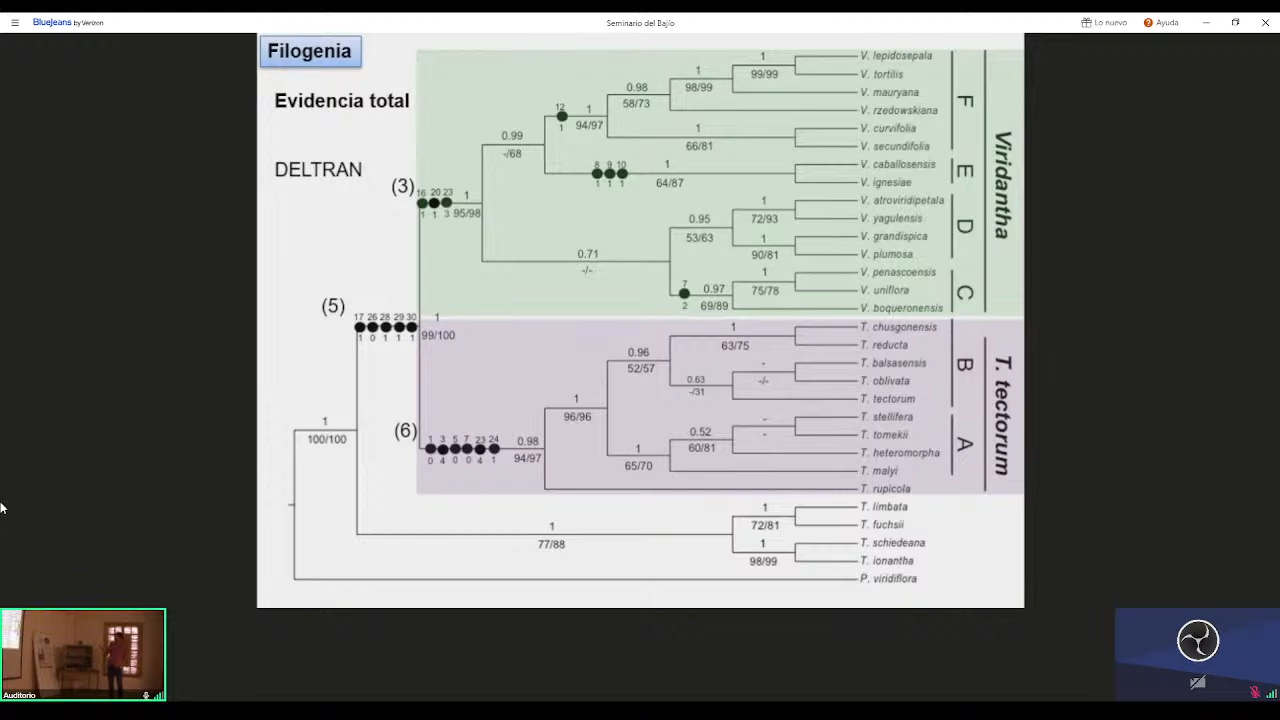 BlueJeans by Verizon
Seminario del Bajío
Lo nuevo
Ayuda
Filogenia
Evidencia total
DELTRAN
(3)
(5)
(6)
16 20 23
1 1 3
1
95/98
0.99
-/68
12
1
1
94/97
0.98
58/73
1
98/99
1
99/99
1
66/81
8 9 10
1 1 1
1
64/87
0.71
-/-
0.95
53/63
1
72/93
1
90/81
7
2
0.97
69/89
1
75/78
17 26 28 29 30
1 0 1 1 1
1
99/100
1
100/100
1 3 5 7 23 24
0 4 0 0 4 1
0.98
94/97
1
96/96
0.96
52/57
1
63/75
0.63
-/31
-
-/-
1
65/70
0.52
60/81
-
-
1
77/88
1
72/81
1
98/99
V. lepidosepala
V. tortilis
V. mauryana
V. rzedowskiana
V. curvifolia
V. secundifolia
V. caballosensis
V. ignesiae
V. atroviridipetala
V. yagulensis
V. grandispica
V. plumosa
V. penascoensis
V. uniflora
V. boqueronensis
T. chusgonensis
T. reducta
T. balsasensis
T. oblivata
T. tectorum
T. stellifera
T. tomekii
T. heteromorpha
T. malyi
T. rupicola
T. limbata
T. fuchsii
T. schiedeana
T. ionantha
P. viridiflora
F
E
D
C
B
A
Viridantha
T. tectorum
Auditorio